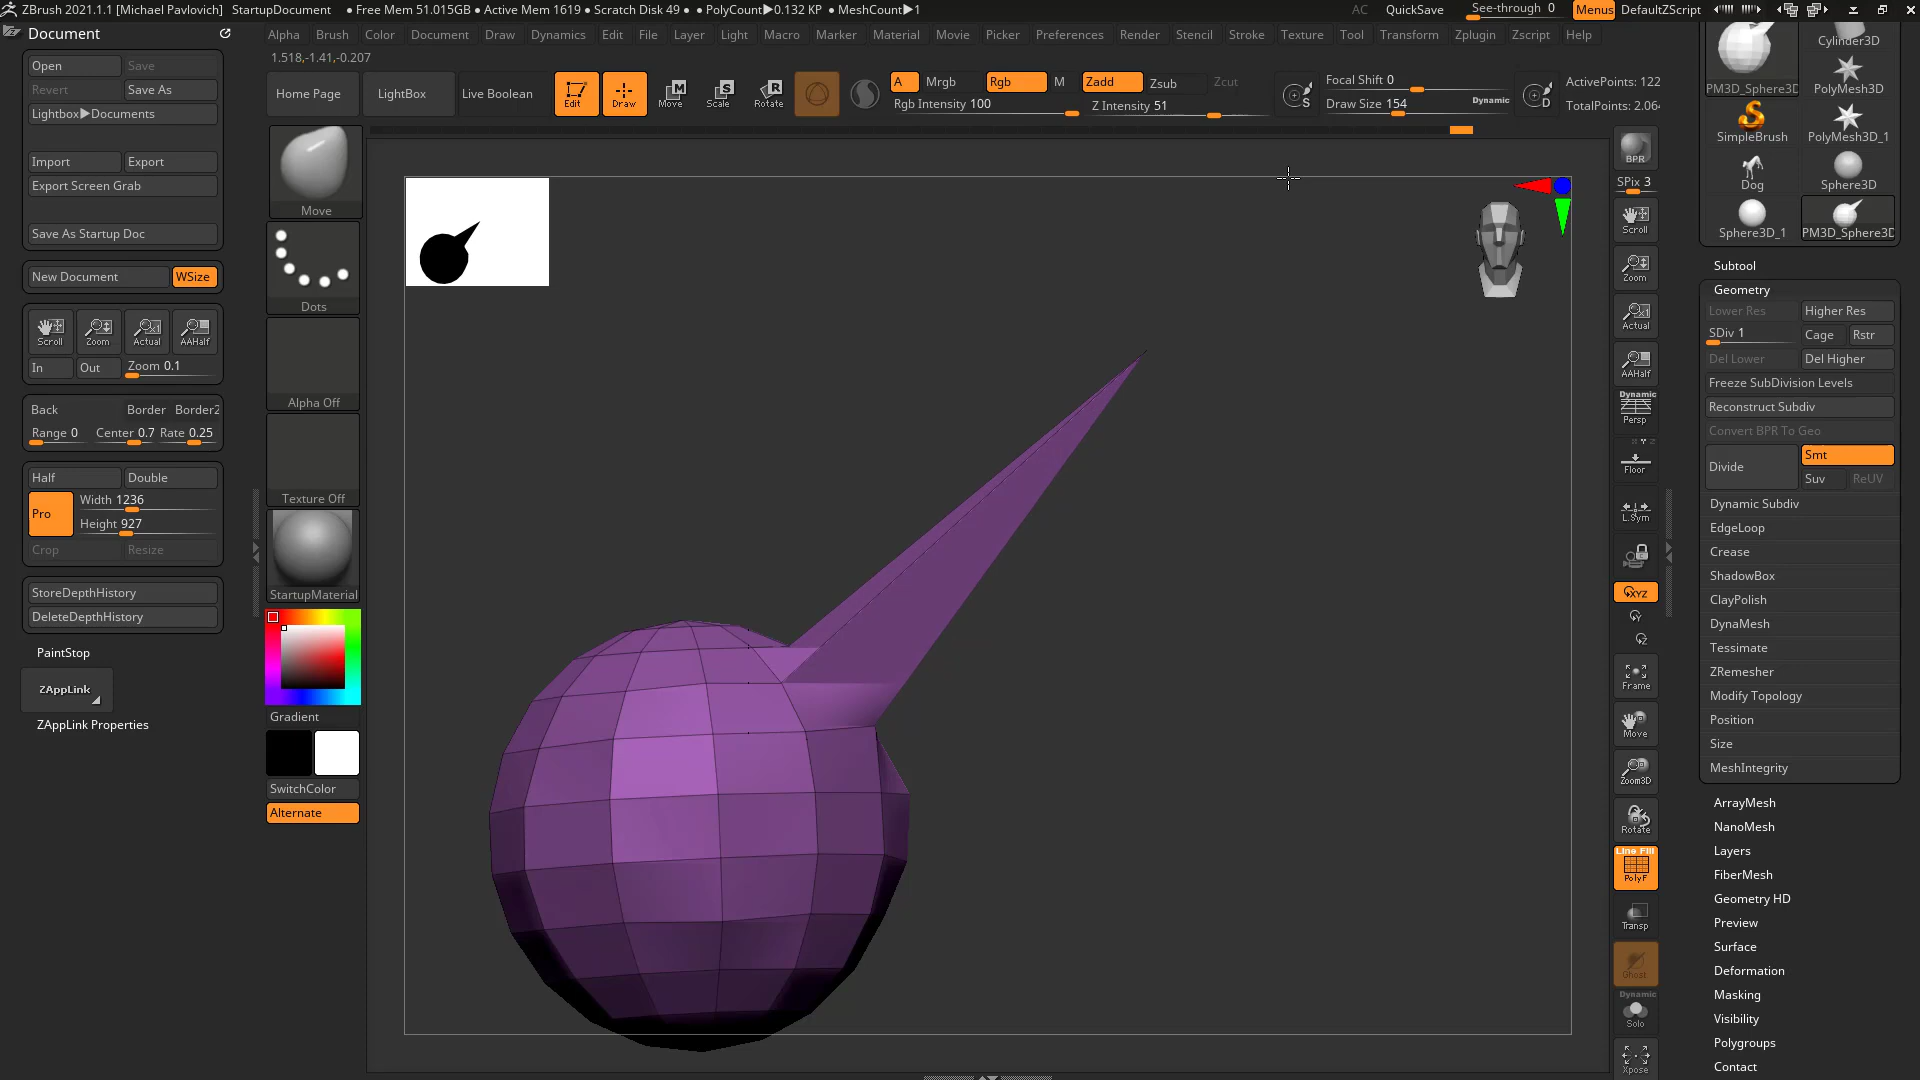 ZBrush 2021.1.1 [Michael Pavlovich] StartupDocument • Free Mem 51.015GB • Active Mem 1619 • Scratch Disk 49 • PolyCount▶0.132 KP • MeshCount▶1 AC QuickSave See-through 0 Menus DefaultZScript
Document
Alpha Brush Color Document Draw Dynamics Edit File Layer Light Macro Marker Material Movie Picker Preferences Render Stencil Stroke Texture Tool Transform Zplugin Zscript Help
1.518,-1.41,-0.207
Home Page LightBox Live Boolean Edit Draw Move Scale Rotate
A Mrgb Rgb M Zadd Zsub Zcut
Rgb Intensity 100 Z Intensity 51
Focal Shift 0
Draw Size 154 Dynamic
S D
ActivePoints: 122
TotalPoints: 2.064
Open Save
Revert Save As
Lightbox▶Documents
Import Export
Export Screen Grab
Save As Startup Doc
New Document WSize
Scroll Zoom Actual AAHalf
In Out Zoom 0.1
Back Border Border2
Range 0 Center 0.7 Rate 0.25
Half Double
Pro Width 1236
Height 927
Crop Resize
StoreDepthHistory
DeleteDepthHistory
PaintStop
ZAppLink
ZAppLink Properties
Move
Dots
Alpha Off
Texture Off
StartupMaterial
Gradient
SwitchColor
Alternate
BPR
SPix 3
Scroll
Zoom
Actual
AAHalf
Dynamic
Persp
Floor
L.Sym
XYZ
Y
Z
Frame
Move
Zoom3D
Rotate
Line Fill
PolyF
Transp
Ghost
Dynamic
Solo
Xpose
Cylinder3D
PM3D_Sphere3D PolyMesh3D
SimpleBrush PolyMesh3D_1
Dog Sphere3D
Sphere3D_1 PM3D_Sphere3D
Subtool
Geometry
Lower Res Higher Res
SDiv 1 Cage Rstr
Del Lower Del Higher
Freeze SubDivision Levels
Reconstruct Subdiv
Convert BPR To Geo
Divide Smt
Suv ReUV
Dynamic Subdiv
EdgeLoop
Crease
ShadowBox
ClayPolish
DynaMesh
Tessimate
ZRemesher
Modify Topology
Position
Size
MeshIntegrity
ArrayMesh
NanoMesh
Layers
FiberMesh
Geometry HD
Preview
Surface
Deformation
Masking
Visibility
Polygroups
Contact